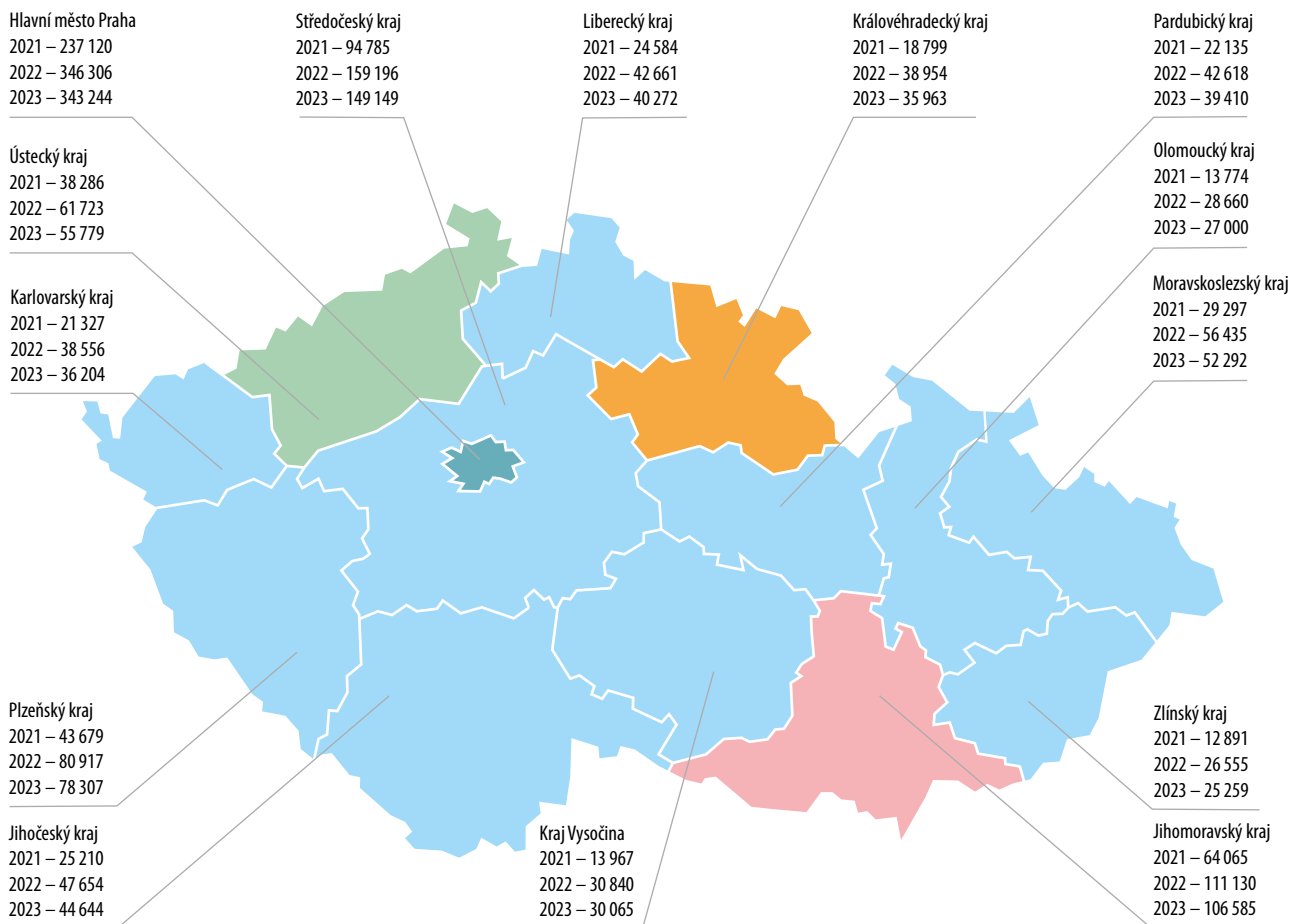 Hlavní město Praha
2021 – 237 120
2022 – 346 306
2023 – 343 244
Středočeský kraj
2021 – 94 785
2022 – 159 196
2023 – 149 149
Liberecký kraj
2021 – 24 584
2022 – 42 661
2023 – 40 272
Královéhradecký kraj
2021 – 18 799
2022 – 38 954
2023 – 35 963
Pardubický kraj
2021 – 22 135
2022 – 42 618
2023 – 39 410
Ústecký kraj
2021 – 38 286
2022 – 61 723
2023 – 55 779
Olomoucký kraj
2021 – 13 774
2022 – 28 660
2023 – 27 000
Karlovarský kraj
2021 – 21 327
2022 – 38 556
2023 – 36 204
Moravskoslezský kraj
2021 – 29 297
2022 – 56 435
2023 – 52 292
Plzeňský kraj
2021 – 43 679
2022 – 80 917
2023 – 78 307
Zlínský kraj
2021 – 12 891
2022 – 26 555
2023 – 25 259
Jihočeský kraj
2021 – 25 210
2022 – 47 654
2023 – 44 644
Kraj Vysočina
2021 – 13 967
2022 – 30 840
2023 – 30 065
Jihomoravský kraj
2021 – 64 065
2022 – 111 130
2023 – 106 585